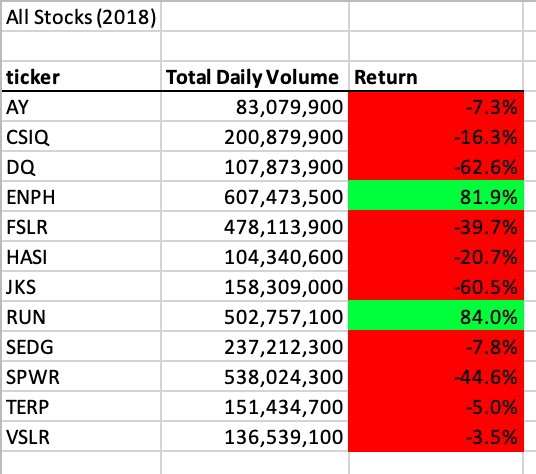 All Stocks (2018)
ticker Total Daily Volume Return
AY 83,079,900 -7.3%
CSIQ 200,879,900 -16.3%
DQ 107,873,900 -62.6%
ENPH 607,473,500 81.9%
FSLR 478,113,900 -39.7%
HASI 104,340,600 -20.7%
JKS 158,309,000 -60.5%
RUN 502,757,100 84.0%
SEDG 237,212,300 -7.8%
SPWR 538,024,300 -44.6%
TERP 151,434,700 -5.0%
VSLR 136,539,100 -3.5%